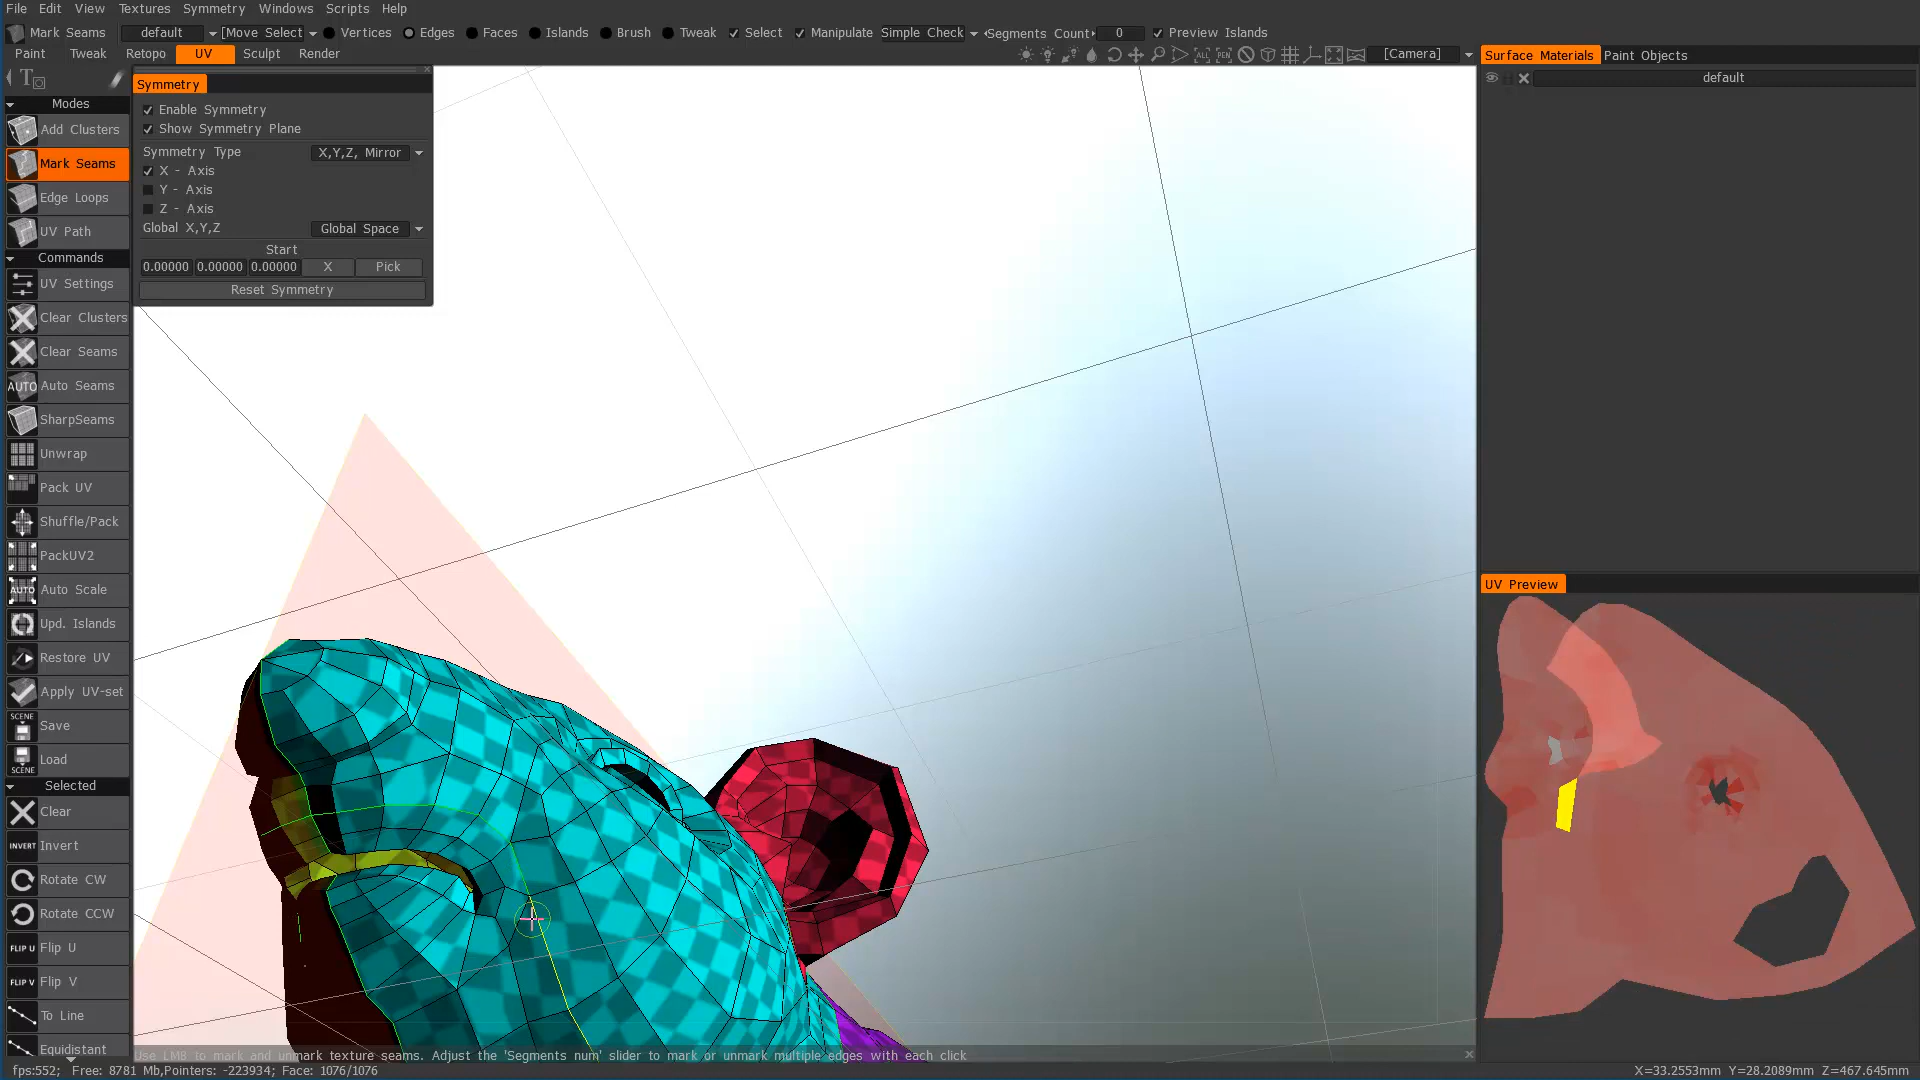 File Edit View Textures Symmetry Windows Scripts Help
Mark Seams default [Move Select] Vertices Edges Faces Islands Brush Tweak Select Manipulate Simple Check Segments Count 0 Preview Islands
Paint Tweak Retopo UV Sculpt Render [Camera] Surface Materials Paint Objects
default
Symmetry
Enable Symmetry
Show Symmetry Plane
Symmetry Type X,Y,Z, Mirror
X - Axis
Y - Axis
Z - Axis
Global X,Y,Z Global Space
Start
0.00000 0.00000 0.00000 X Pick
Reset Symmetry
Modes
Add Clusters
Mark Seams
Edge Loops
UV Path
Commands
UV Settings
Clear Clusters
Clear Seams
AUTO Auto Seams
SharpSeams
Unwrap
Pack UV
Shuffle/Pack
PackUV2
AUTO Auto Scale
Upd. Islands
Restore UV
Apply UV-set
SCENE Save
Load SCENE
Selected
Clear
INVERT Invert
Rotate CW
Rotate CCW
FLIP U Flip U
FLIP V Flip V
To Line
Equidistant
UV Preview
Use LMB to mark and unmark texture seams. Adjust the 'Segments num' slider to mark or unmark multiple edges with each click
fps:552; Free: 8781 Mb,Pointers: -223934; Face: 1076/1076 X=33.2553mm Y=28.2089mm Z=467.645mm